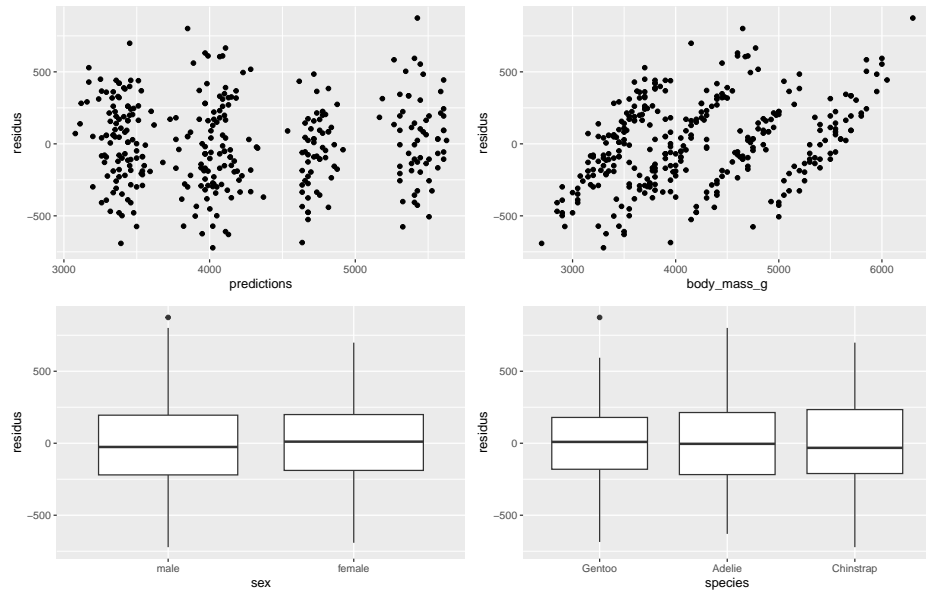 500
0
−500
residus
3000
4000
5000
predictions
500
0
−500
residus
3000
4000
5000
6000
body_mass_g
500
0
−500
residus
male
female
sex
500
0
−500
residus
Gentoo
Adelie
Chinstrap
species